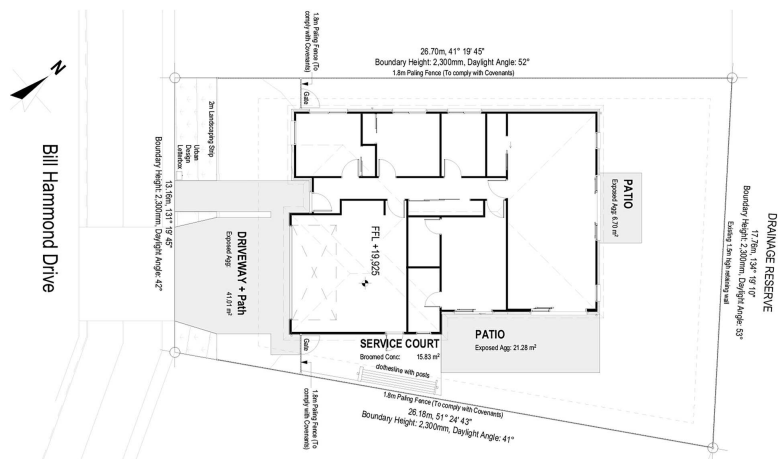 1.8m Paling Fence (To
comply with Covenants)
26.70m, 41° 19' 45"
Boundary Height: 2,300mm, Daylight Angle: 52°
1.8m Paling Fence (To comply with Covenants)
N
Gate
2m Landscaping Strip
Urban
Design
Letterbox
Bill Hammond Drive
13.16m, 131° 19' 45"
Boundary Height: 2,300mm, Daylight Angle: 42°
DRIVEWAY + Path
Exposed Agg: 41.01 m²
FFL +19,925
PATIO
Exposed Agg: 6.70 m²
DRAINAGE RESERVE
17.78m, 134° 19' 10"
Boundary Height: 2,300mm, Daylight Angle: 53°
Existing 1.5m high retaining wall
PATIO
Exposed Agg: 21.28 m²
SERVICE COURT
Broomed Conc: 15.83 m²
clothesline with posts
Gate
1.8m Paling Fence (To
comply with Covenants)
1.8m Paling Fence (To comply with Covenants)
26.18m, 51° 24' 43"
Boundary Height: 2,300mm, Daylight Angle: 41°